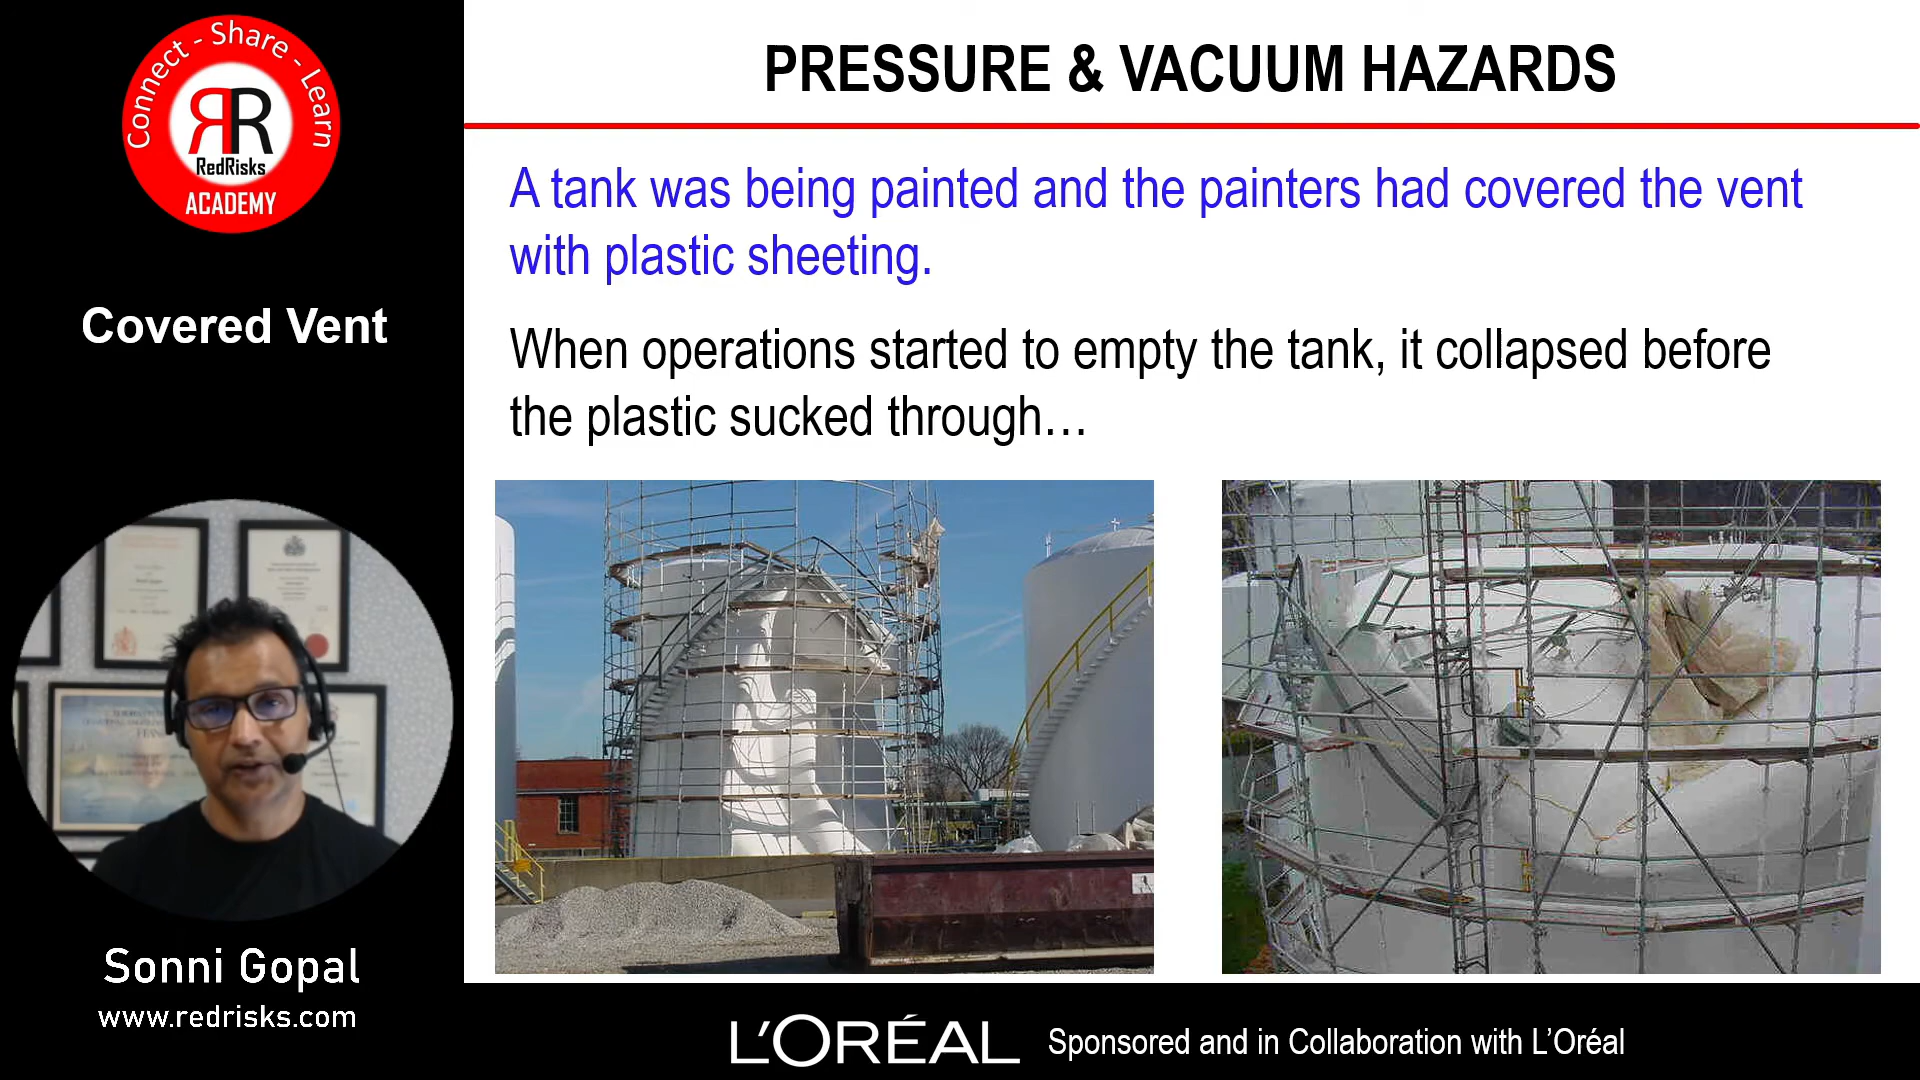 Connect - Share - Learn
RR
RedRisks
ACADEMY
Covered Vent
Sonni Gopal
www.redrisks.com
PRESSURE & VACUUM HAZARDS
A tank was being painted and the painters had covered the vent
with plastic sheeting.
When operations started to empty the tank, it collapsed before
the plastic sucked through…
L'ORÉAL
Sponsored and in Collaboration with L'Oréal